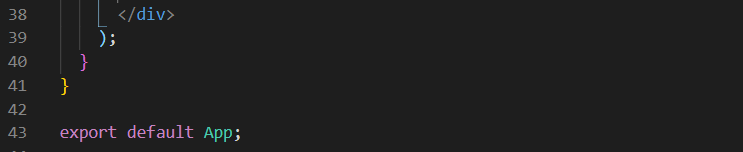 38 </div>
39 );
40 }
41 }
42
43 export default App;